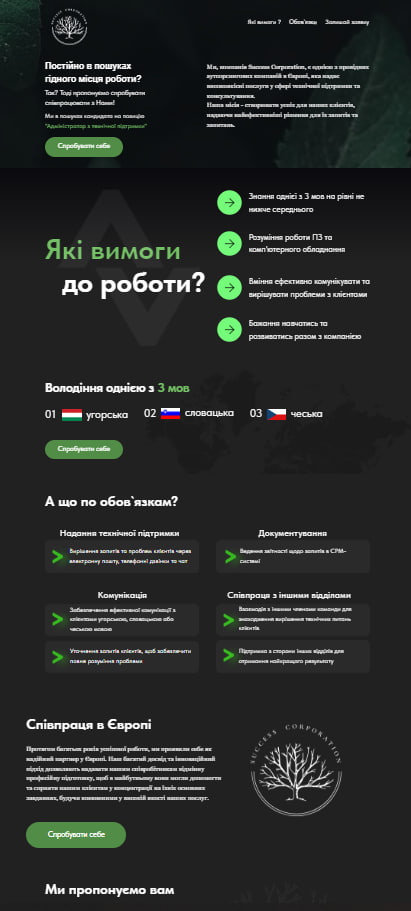 SUCCESS CORPORATION
Які вимоги ?
Обов'язки
Залишай заявку
Постійно в пошуках
гідного місця роботи?
Так? Тоді пропонуємо спробувати
співпрацювати з Нами!
Ми в пошуках кандидата на позицію
"Адміністратор з технічної підтримки"
Спробувати себе
Ми, компанія Success Corporation, є однією з провідних
аутсорсингових компаній в Європі, яка надає
високоякісні послуги у сфері технічної підтримки та
консультування.
Наша місія - створювати успіх для наших клієнтів,
надаючи найефективніші рішення для їх запитів та
запитань.
Які вимоги
до роботи?
Знання однієї з 3 мов на рівні не
нижче середнього
Розуміння роботи ПЗ та
комп'ютерного обладнання
Вміння ефективно комунікувати та
вирішувати проблеми з клієнтами
Бажання навчатись та
розвиватись разом з компанією
Володіння однією з 3 мов
01 угорська
02 словацька
03 чеська
Спробувати себе
А що по обов`язкам?
Надання технічної підтримки
Вирішення запитів та проблем клієнтів через
електронну пошту, телефонні дзвінки та чат
Документування
Ведення звітності щодо запитів в СРМ-
системі
Комунікація
Забезпечення ефективної комунікації з
клієнтами угорською, словацькою або
чеською мовою
Уточнення запитів клієнтів, щоб забезпечити
повне розуміння проблеми
Співпраця з іншими відділами
Взаємодія з іншими членами команди для
знаходження вирішення технічних питань
клієнтів
Підтримка з сторони інших відділів для
отримання найкращого результату
Співпраця в Європі
Протягом багатьох років успішної роботи, ми проявили себе як
надійний партнер у Європі. Наш багатий досвід та інноваційний
підхід дозволяють надавати нашим співробітникам відмінну
професійну підготовку, щоб в майбутньому вони могли допомогти
та сприяти нашим клієнтам у концентрації на їхніх основних
завданнях, будучи впевненими у високій якості наших послуг.
Спробувати себе
SUCCESS CORPORATION
Ми пропонуємо вам